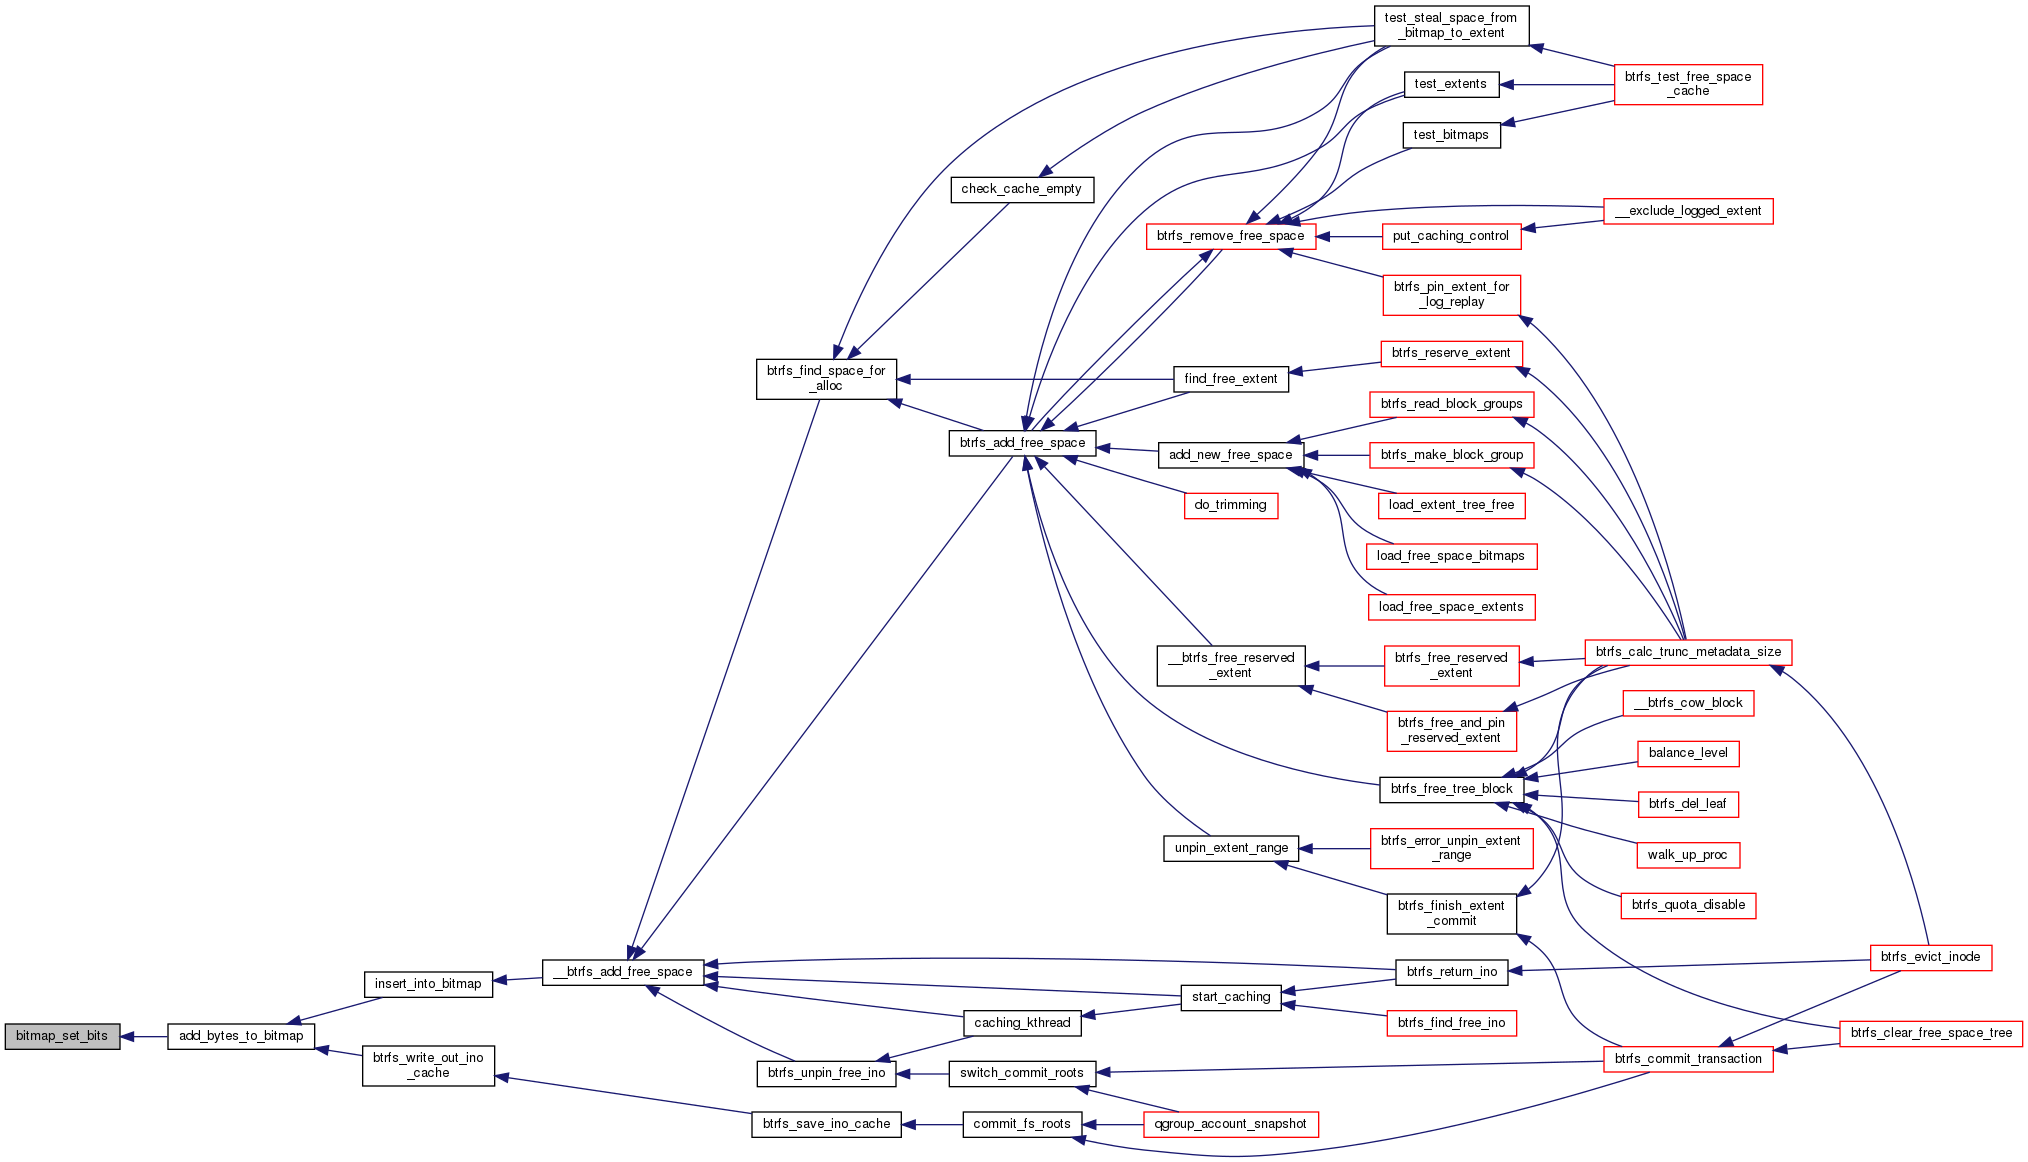 test_steal_space_from
_bitmap_to_extent
btrfs_test_free_space
_cache
test_extents
test_bitmaps
check_cache_empty
__exclude_logged_extent
btrfs_remove_free_space
put_caching_control
btrfs_pin_extent_for
_log_replay
btrfs_find_space_for
_alloc
find_free_extent
btrfs_reserve_extent
btrfs_read_block_groups
btrfs_add_free_space
add_new_free_space
btrfs_make_block_group
do_trimming
load_extent_tree_free
load_free_space_bitmaps
load_free_space_extents
__btrfs_free_reserved
_extent
btrfs_free_reserved
_extent
btrfs_calc_trunc_metadata_size
__btrfs_cow_block
btrfs_free_and_pin
_reserved_extent
balance_level
btrfs_free_tree_block
btrfs_del_leaf
unpin_extent_range
btrfs_error_unpin_extent
_range
walk_up_proc
btrfs_finish_extent
_commit
btrfs_quota_disable
btrfs_evict_inode
__btrfs_add_free_space
btrfs_return_ino
insert_into_bitmap
start_caching
caching_kthread
btrfs_find_free_ino
btrfs_clear_free_space_tree
bitmap_set_bits
add_bytes_to_bitmap
btrfs_write_out_ino
_cache
btrfs_unpin_free_ino
switch_commit_roots
btrfs_commit_transaction
btrfs_save_ino_cache
commit_fs_roots
qgroup_account_snapshot